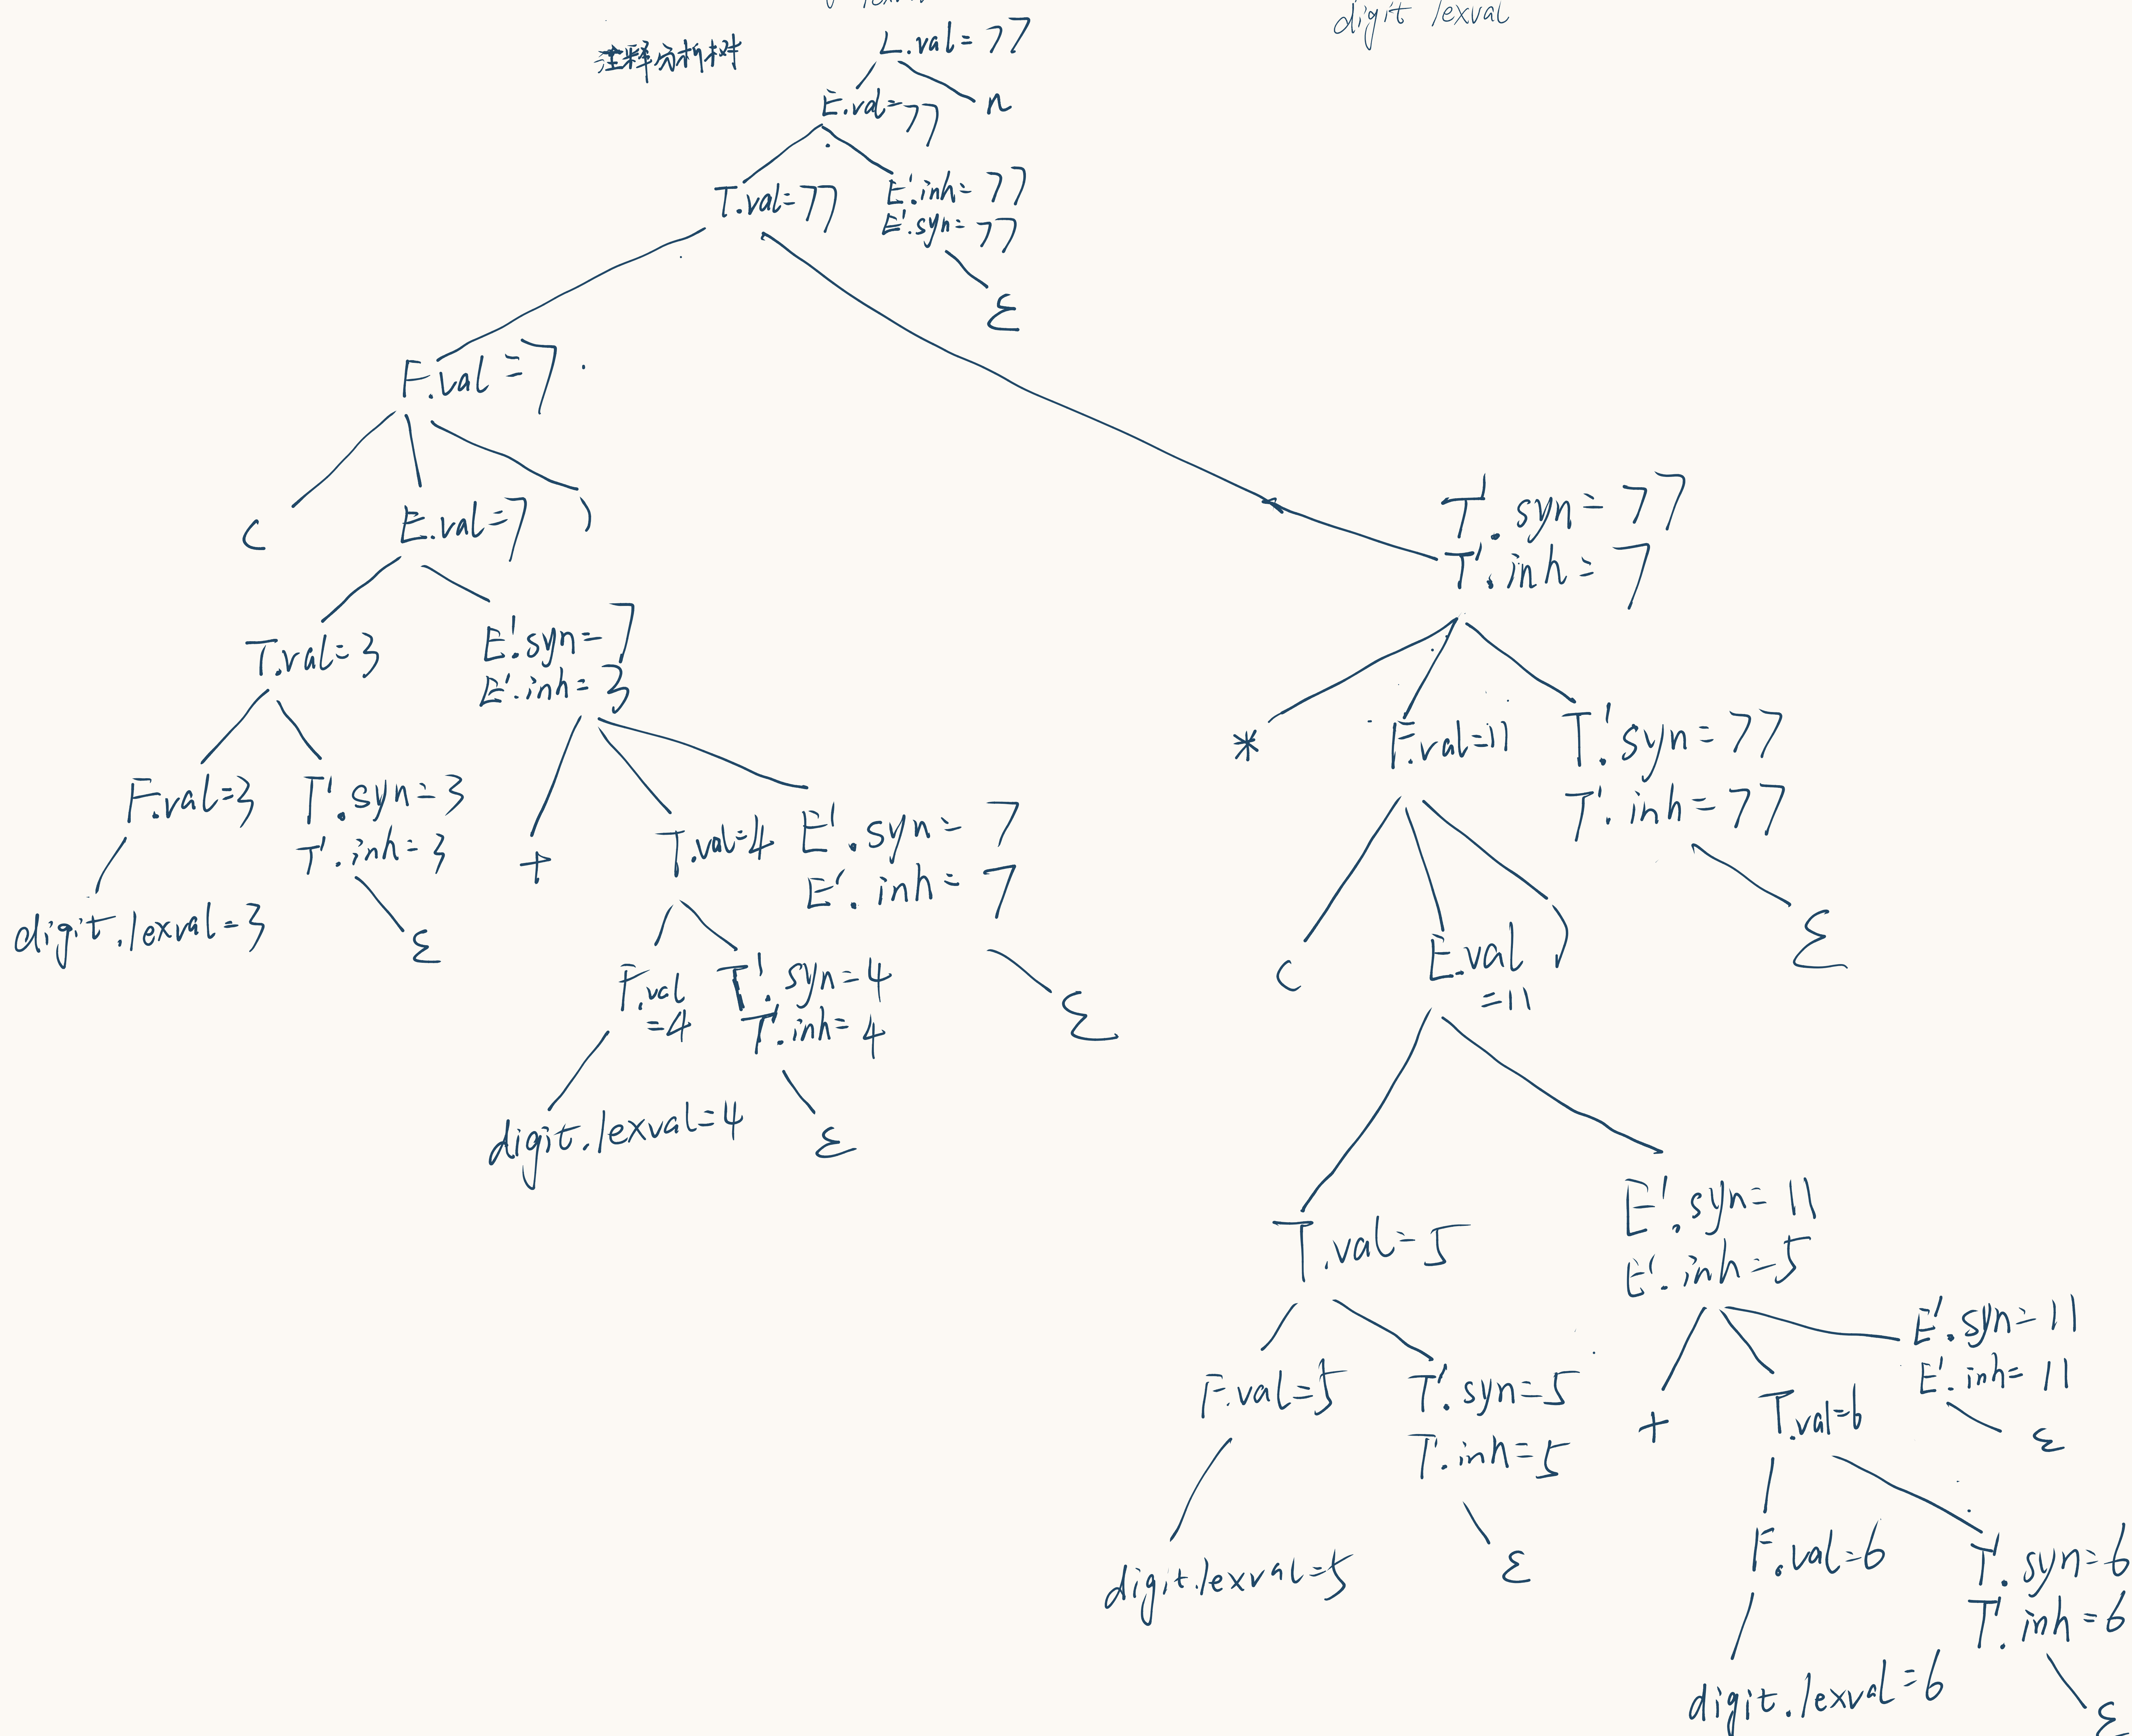 digit lexval
注释分析树
L.val = 77
E.val = 77
n
T.val = 77
E'.inh = 77
E'.syn = 77
ε
F.val = 7
(
E.val = 7
)
T'.syn = 77
T'.inh = 7
T.val = 3
E'.syn = 7
E'.inh = 3
*
F.val = 11
T'.syn = 77
T'.inh = 77
F.val = 3
T'.syn = 3
T'.inh = 3
+
T.val = 4
E'.syn = 7
E'.inh = 7
digit.lexval = 3
ε
(
E.val
= 11
)
ε
F.val
= 4
T'.syn = 4
T'.inh = 4
ε
digit.lexval = 4
ε
T.val = 5
E'.syn = 11
E'.inh = 5
F.val = 5
T'.syn = 5
T'.inh = 5
+
T.val = 6
E'.syn = 11
E'.inh = 11
ε
digit.lexval = 5
ε
F.val = 6
T'.syn = 6
T'.inh = 6
digit.lexval = 6
ε